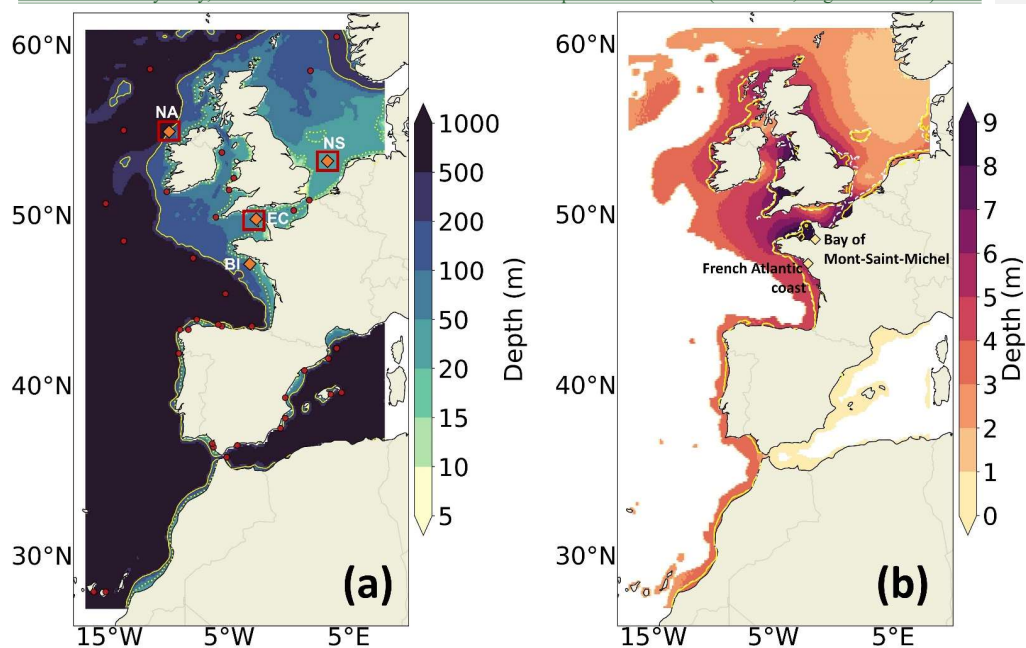 60°N
50°N
40°N
30°N
15°W
5°W
5°E
NA
NS
EC
BI
(a)
1000
500
200
100
50
20
15
10
5
Depth (m)
60°N
50°N
40°N
30°N
15°W
5°W
5°E
Bay of
Mont-Saint-Michel
French Atlantic
coast
(b)
9
8
7
6
5
4
3
2
1
0
Depth (m)